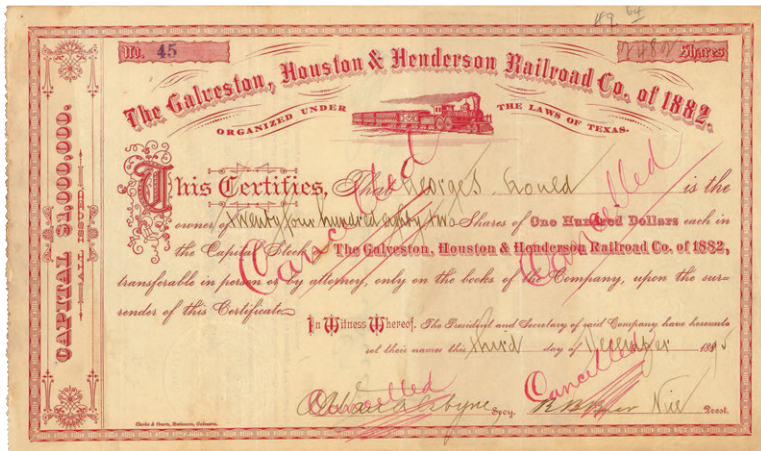 49 64
No. 45
2482 Shares
The Galveston, Houston & Henderson Railroad Co. of 1882.
ORGANIZED UNDER THE LAWS OF TEXAS.
CAPITAL $1,000,000.
This Certifies, That George J. Gould is the
owner of twenty four hundred eighty two Shares of One Hundred Dollars each in
the Capital Stock The Galveston, Houston & Henderson Railroad Co. of 1882,
transferable in person or by attorney, only on the books of the Company, upon the sur=
render of this Certificate
In Witness Whereof. The President and Secretary of said Company have hereunto
set their names this third day of December 1895
Cancelled
Cancelled
Cancelled
Cancelled
Secy.
Vice Prest.